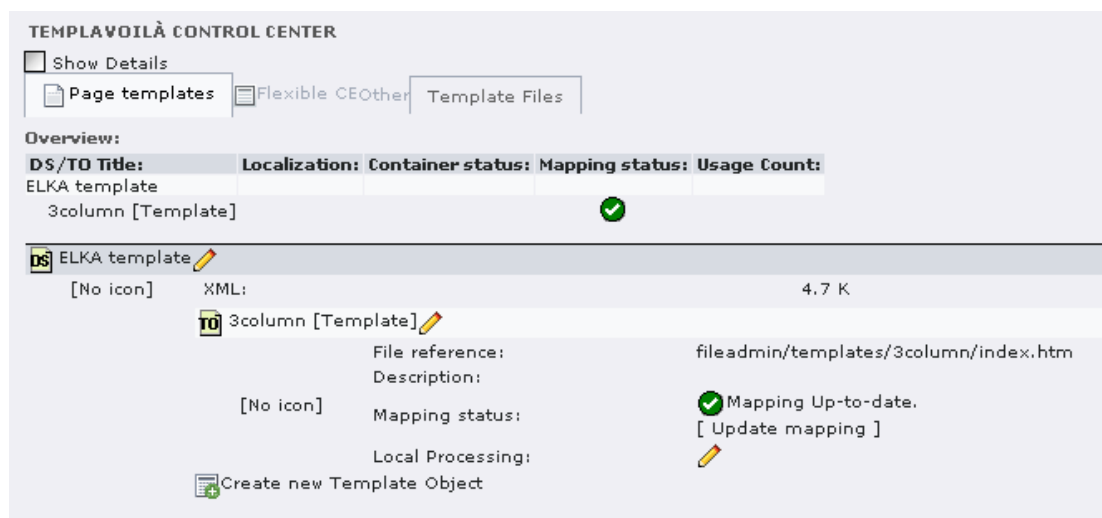 TEMPLAVOILÀ CONTROL CENTER
Show Details
Page templates Flexible CEOther Template Files
Overview:
DS/TO Title: Localization: Container status: Mapping status: Usage Count:
ELKA template
3column [Template]
DS ELKA template
[No icon] XML: 4.7 K
TO 3column [Template]
File reference: fileadmin/templates/3column/index.htm
Description:
[No icon] Mapping status: Mapping Up-to-date.
[ Update mapping ]
Local Processing:
Create new Template Object